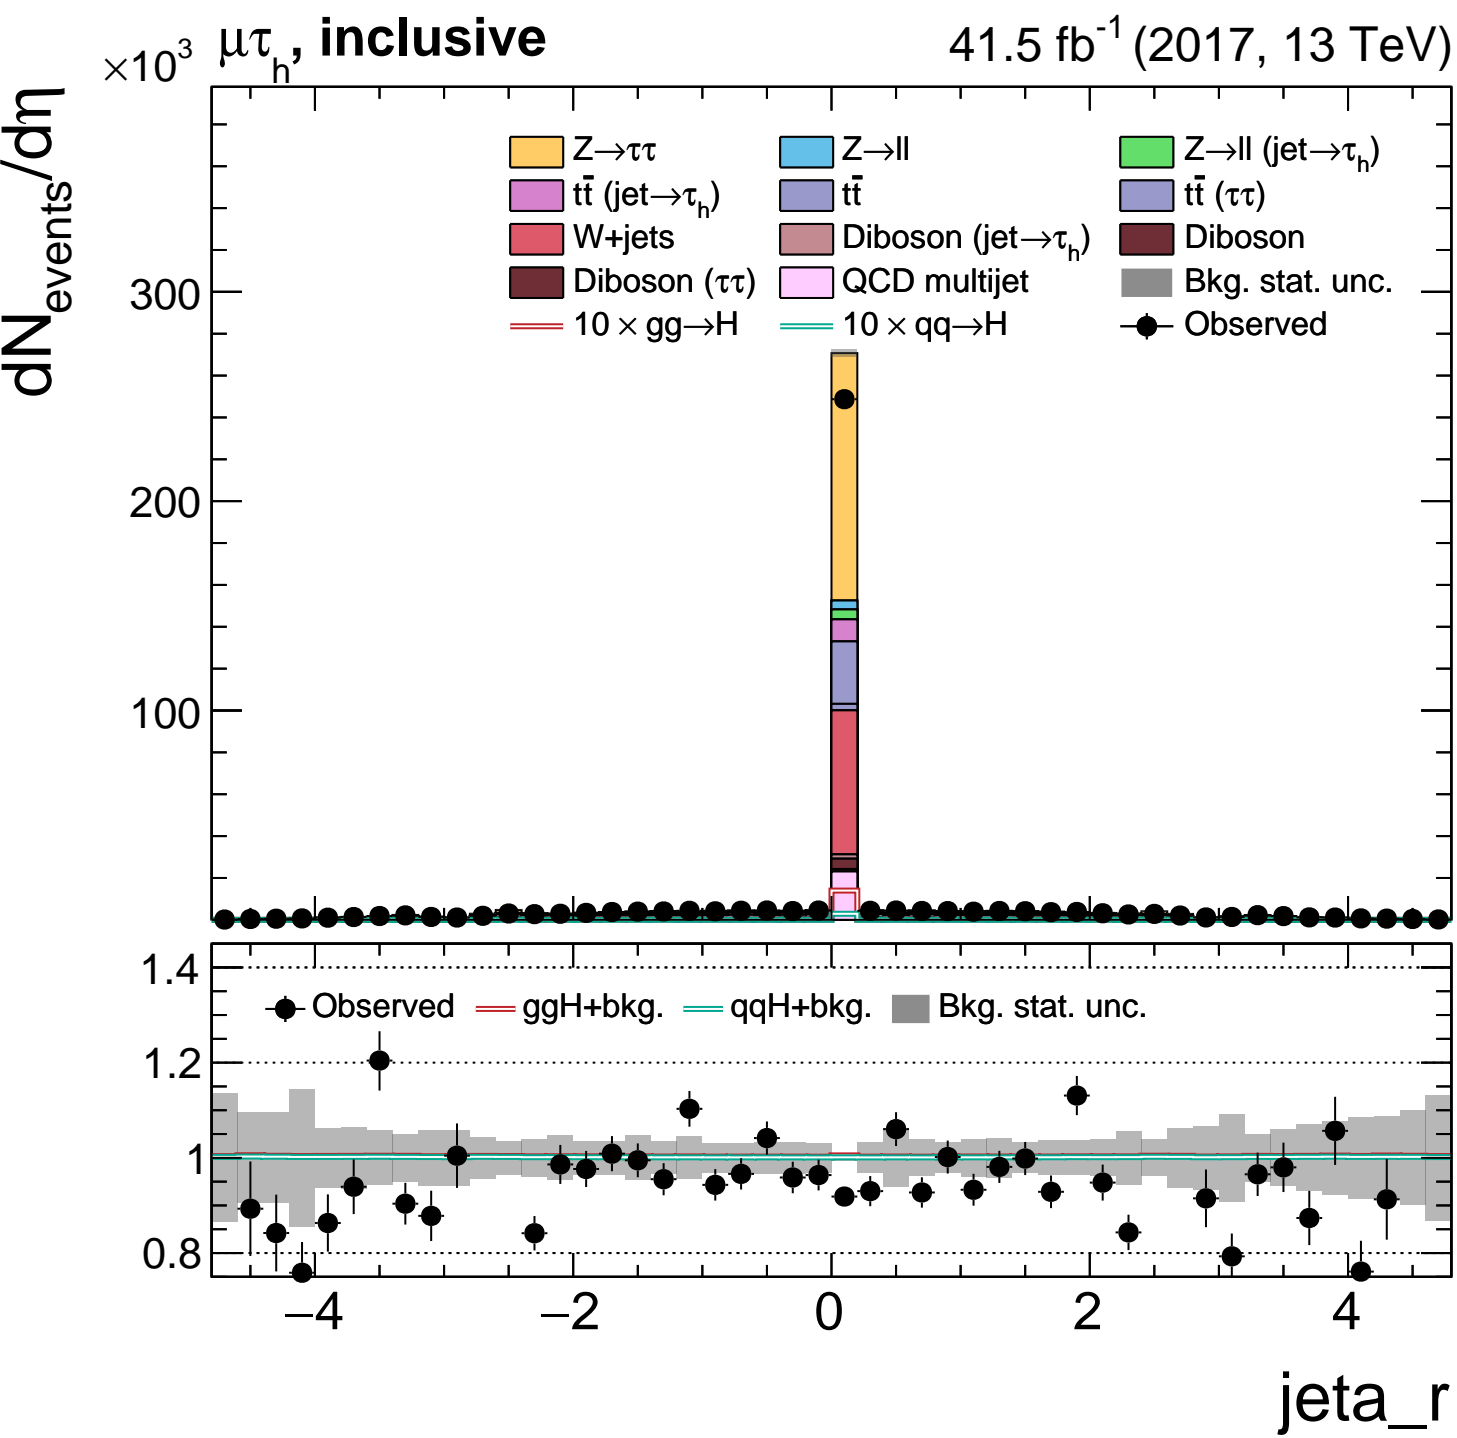 ×10³ μτₕ, inclusive 41.5 fb⁻¹ (2017, 13 TeV)
dN_events/dη
Z→ττ Z→ll Z→ll (jet→τₕ)
tt̄ (jet→τₕ) tt̄ tt̄ (ττ)
W+jets Diboson (jet→τₕ) Diboson
Diboson (ττ) QCD multijet Bkg. stat. unc.
10 × gg→H 10 × qq→H Observed
300
200
100
1.4
Observed ggH+bkg. qqH+bkg. Bkg. stat. unc.
1.2
1
0.8
−4 −2 0 2 4
jeta_r